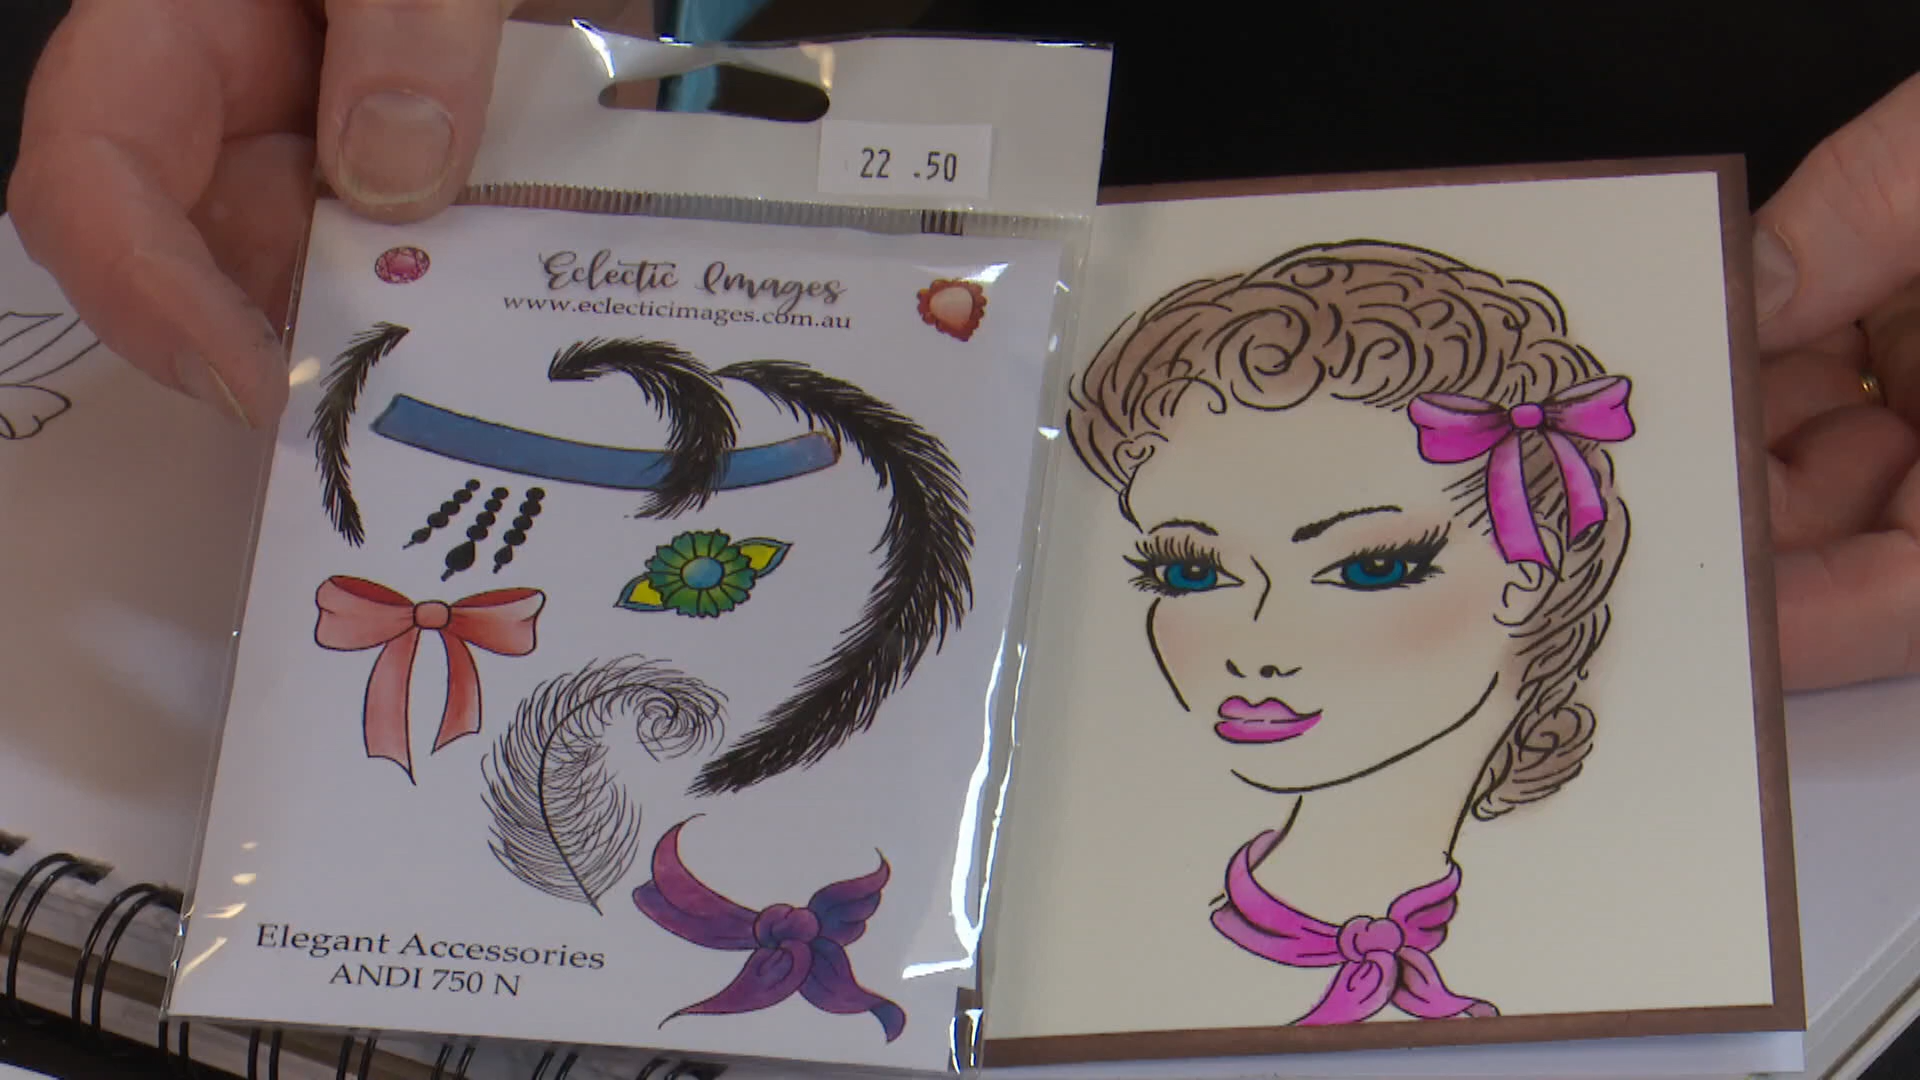 22 .50
Eclectic Images
www.eclecticimages.com.au
Elegant Accessories
ANDI 750 N